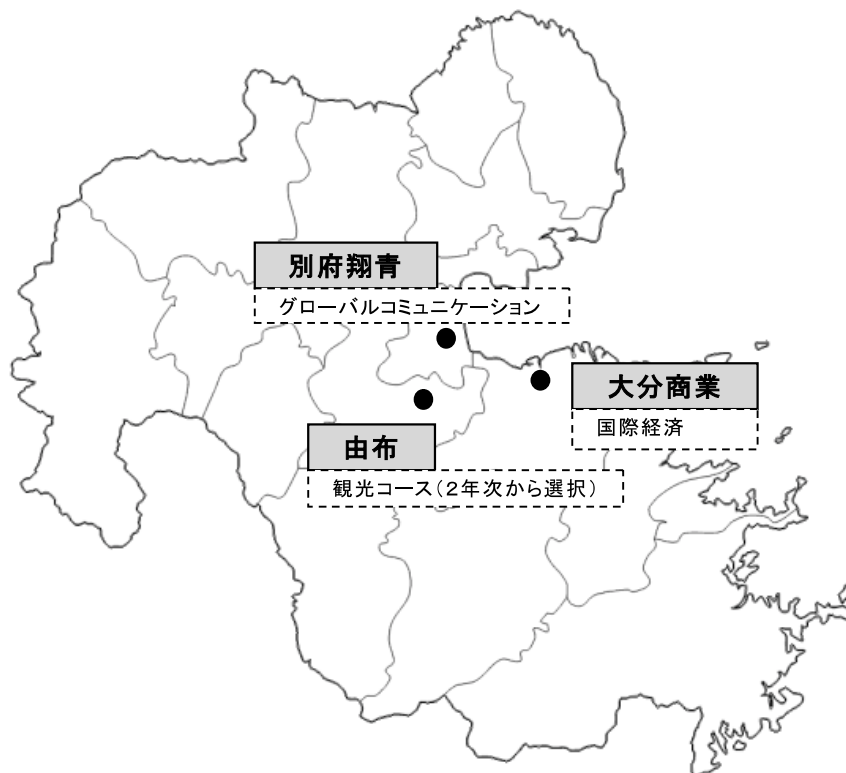 別府翔青
グローバルコミュニケーション
大分商業
国際経済
由布
観光コース(2年次から選択)